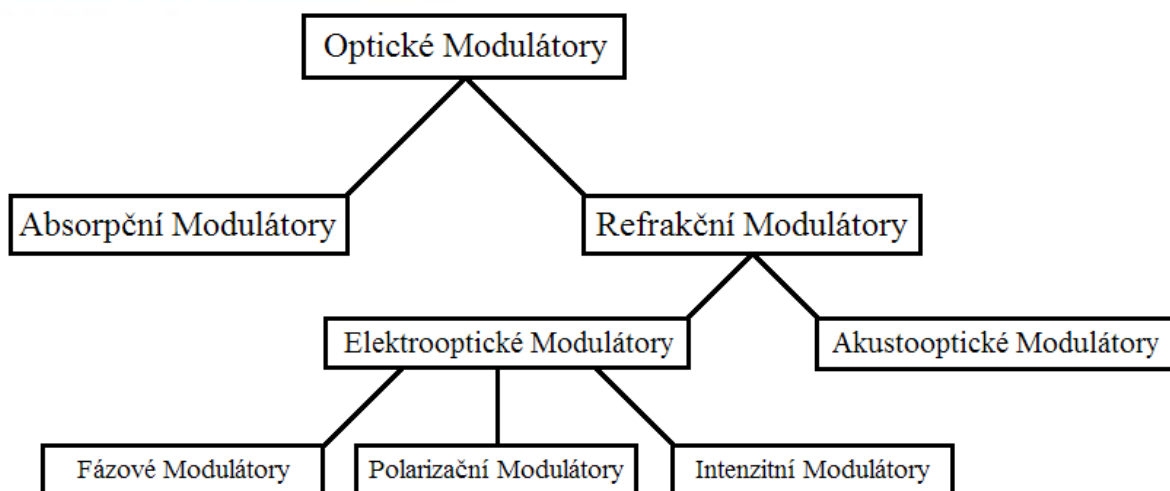 Optické Modulátory
Absorpční Modulátory
Refrakční Modulátory
Elektrooptické Modulátory
Akustooptické Modulátory
Fázové Modulátory
Polarizační Modulátory
Intenzitní Modulátory